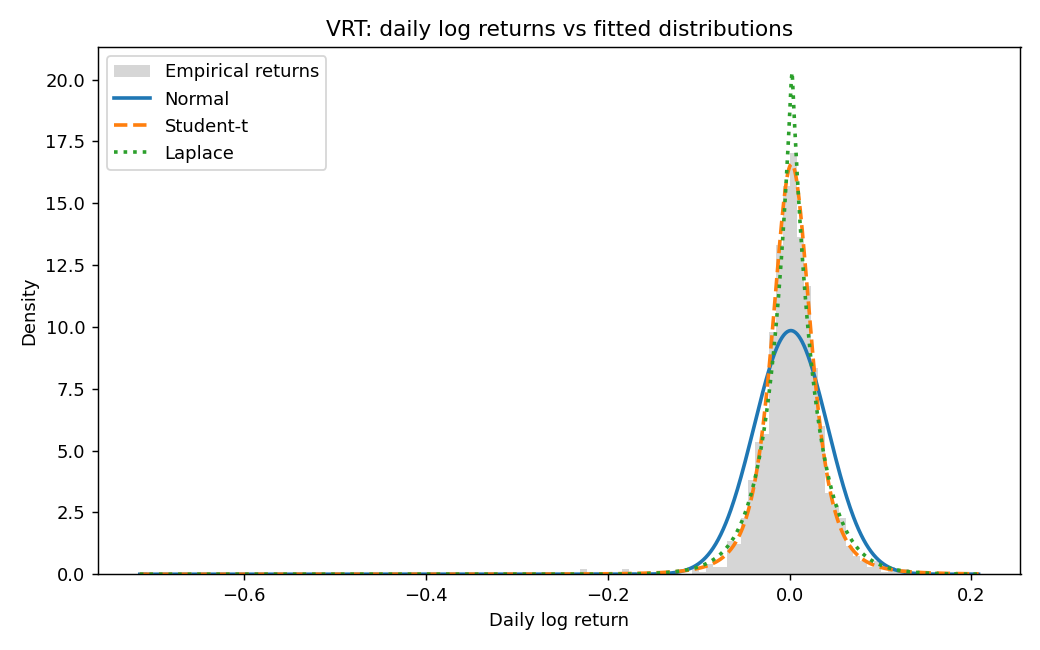 VRT: daily log returns vs fitted distributions
Empirical returns
Normal
Student-t
Laplace
20.0
17.5
15.0
12.5
10.0
7.5
5.0
2.5
0.0
Density
−0.6
−0.4
−0.2
0.0
0.2
Daily log return